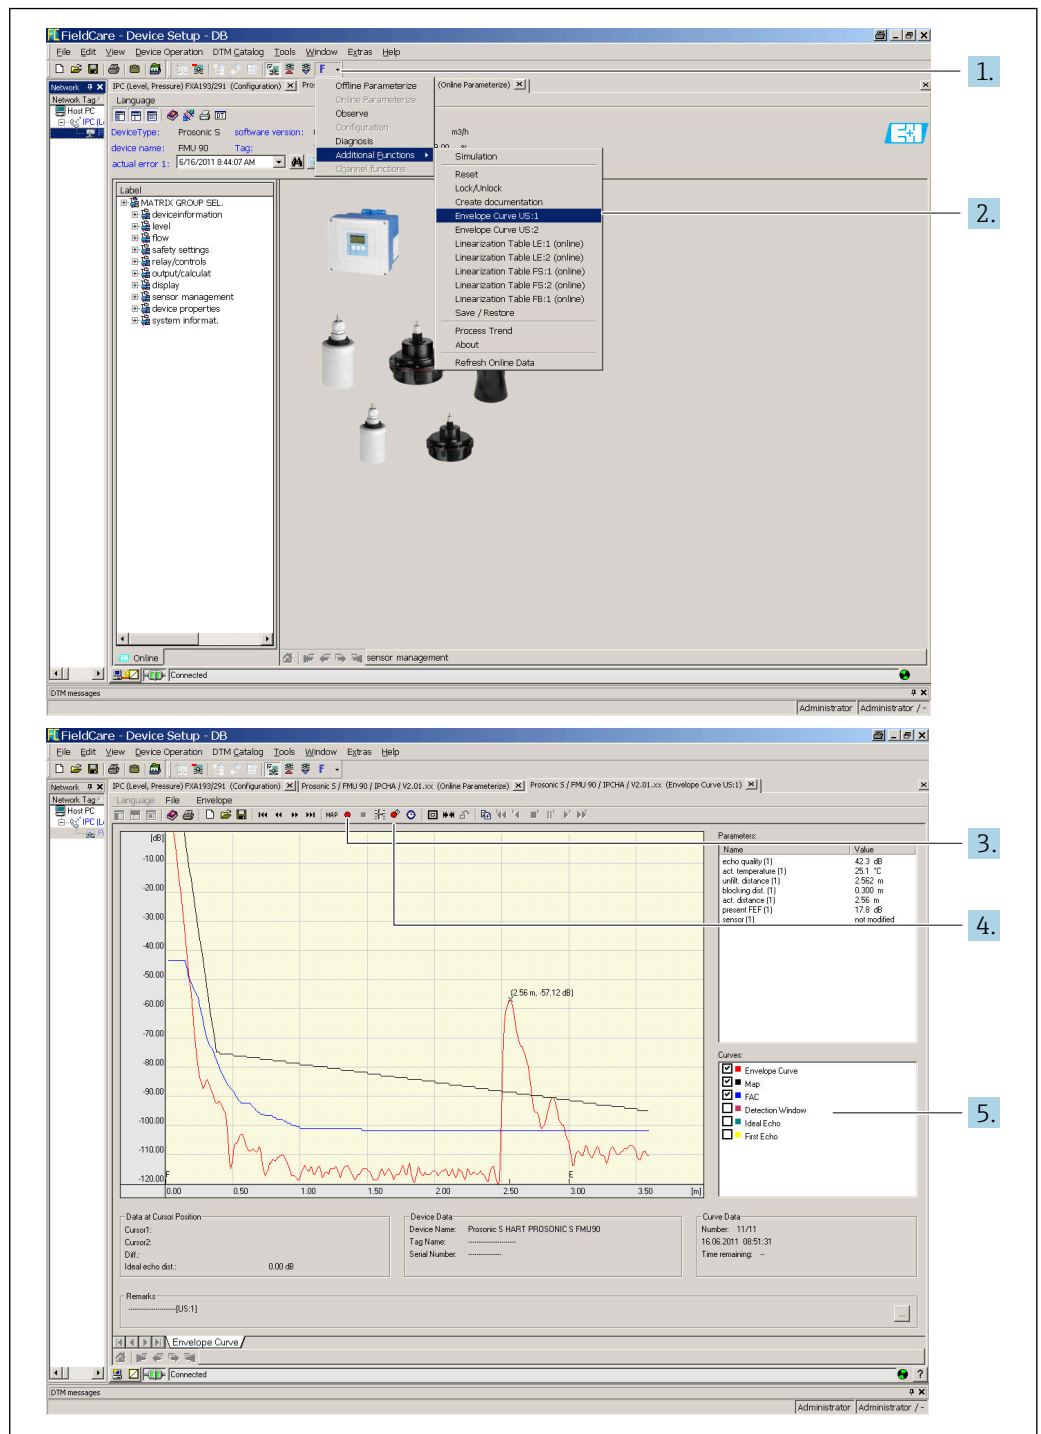 FieldCare - Device Setup - DB
File Edit View Device Operation DTM Catalog Tools Window Extras Help
F
1.
Network
IPC (Level, Pressure) FXA193/291 (Configuration)
(Online Parameterize)
Network Tag
Host PC
IPC (L
Language
DeviceType: Prosonic S software version:
m3/h
device name: FMU 90 Tag:
actual error 1: 6/16/2011 8:44:07 AM
E+H
Offline Parameterize
Online Parameterize
Observe
Configuration
Diagnosis
Additional Functions
Channel functions
Simulation
Reset
Lock/Unlock
Create documentation
Envelope Curve US:1
Envelope Curve US:2
Linearization Table LE:1 (online)
Linearization Table LE:2 (online)
Linearization Table FS:1 (online)
Linearization Table FS:2 (online)
Linearization Table FB:1 (online)
Save / Restore
Process Trend
About
Refresh Online Data
2.
Label
MATRIX GROUP SEL.
deviceinformation
level
flow
safety settings
relay/controls
output/calculat
display
sensor management
device properties
system informat.
Online
sensor management
Connected
DTM messages
Administrator Administrator / -
FieldCare - Device Setup - DB
File Edit View Device Operation DTM Catalog Tools Window Extras Help
F
Network
IPC (Level, Pressure) FXA193/291 (Configuration) Prosonic S / FMU 90 / IPCHA / V2.01.xx (Online Parameterize) Prosonic S / FMU 90 / IPCHA / V2.01.xx (Envelope Curve US:1)
Network Tag
Host PC
IPC (L
Language File Envelope
MAP
3.
4.
5.
[dB]
-10.00
-20.00
-30.00
-40.00
-50.00
-60.00
-70.00
-80.00
-90.00
-100.00
-110.00
-120.00
(2.56 m, -57.12 dB)
F
E
0.00 0.50 1.00 1.50 2.00 2.50 3.00 3.50 [m]
Parameters:
Name Value
echo quality (1) 42.3 dB
act. temperature (1) 25.1 °C
unfilt. distance (1) 2.562 m
blocking dist. (1) 0.300 m
act. distance (1) 2.56 m
present FEF (1) 17.8 dB
sensor (1) not modified
Curves:
Envelope Curve
Map
FAC
Detection Window
Ideal Echo
First Echo
Data at Cursor Position
Cursor1:
Cursor2:
Diff.:
Ideal echo dist.: 0.00 dB
Device Data
Device Name: Prosonic S HART PROSONIC S FMU90
Tag Name: --------------------
Serial Number: --------------
Curve Data
Number: 11/11
16.06.2011 08:51:31
Time remaining: --
Remarks
--------------------[US:1]
...
Envelope Curve
Connected
DTM messages
Administrator Administrator / -